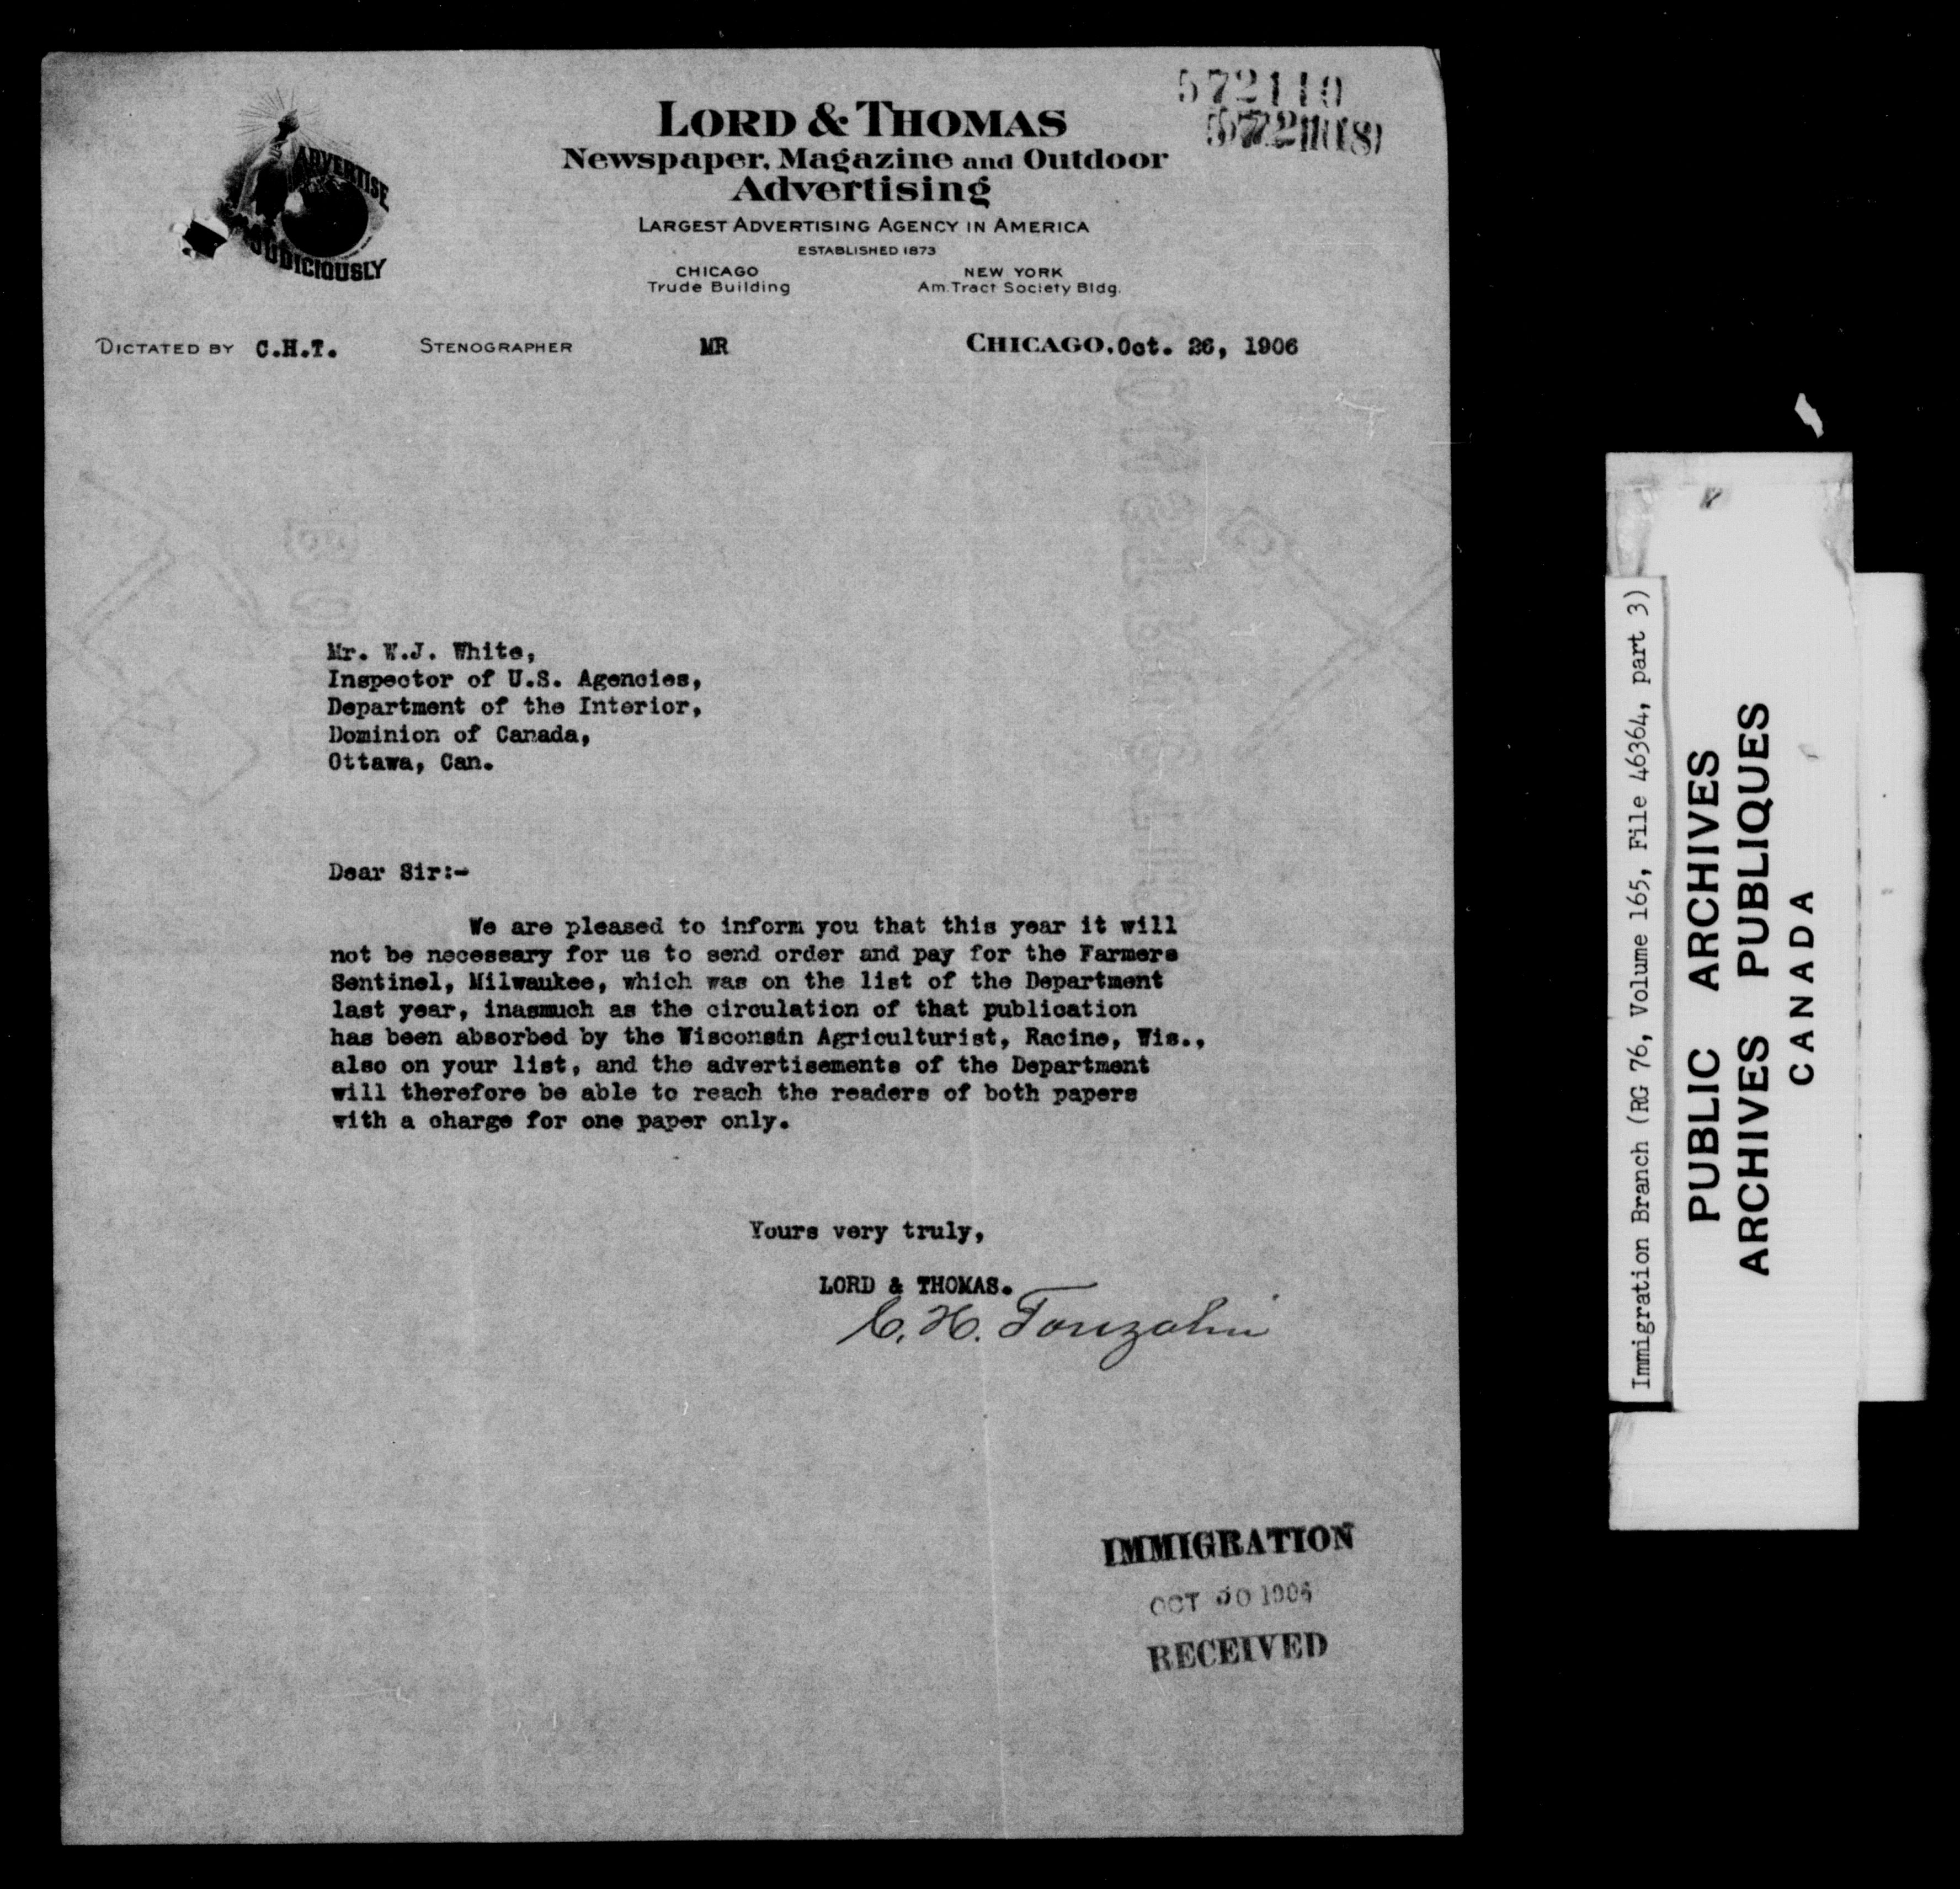 572110
ADVERTISE
JUDICIOUSLY
LORD & THOMAS
Newspaper, Magazine and Outdoor
Advertising
LARGEST ADVERTISING AGENCY IN AMERICA
ESTABLISHED 1873
CHICAGO
Trude Building
NEW YORK
Am. Tract Society Bldg.
DICTATED BY C.H.T. STENOGRAPHER MR CHICAGO, Oct. 26, 1906
Mr. W.J. White,
Inspector of U.S. Agencies,
Department of the Interior,
Dominion of Canada,
Ottawa, Can.
Dear Sir:-
We are pleased to inform you that this year it will
not be necessary for us to send order and pay for the Farmers
Sentinel, Milwaukee, which was on the list of the Department
last year, inasmuch as the circulation of that publication
has been absorbed by the Wisconsin Agriculturist, Racine, Wis.,
also on your list, and the advertisements of the Department
will therefore be able to reach the readers of both papers
with a charge for one paper only.
Yours very truly,
LORD & THOMAS.
C. H. Touzalin
IMMIGRATION
OCT 30 1906
RECEIVED
Immigration Branch (RG 76, Volume 165, File 46364, part 3)
PUBLIC ARCHIVES
ARCHIVES PUBLIQUES
CANADA